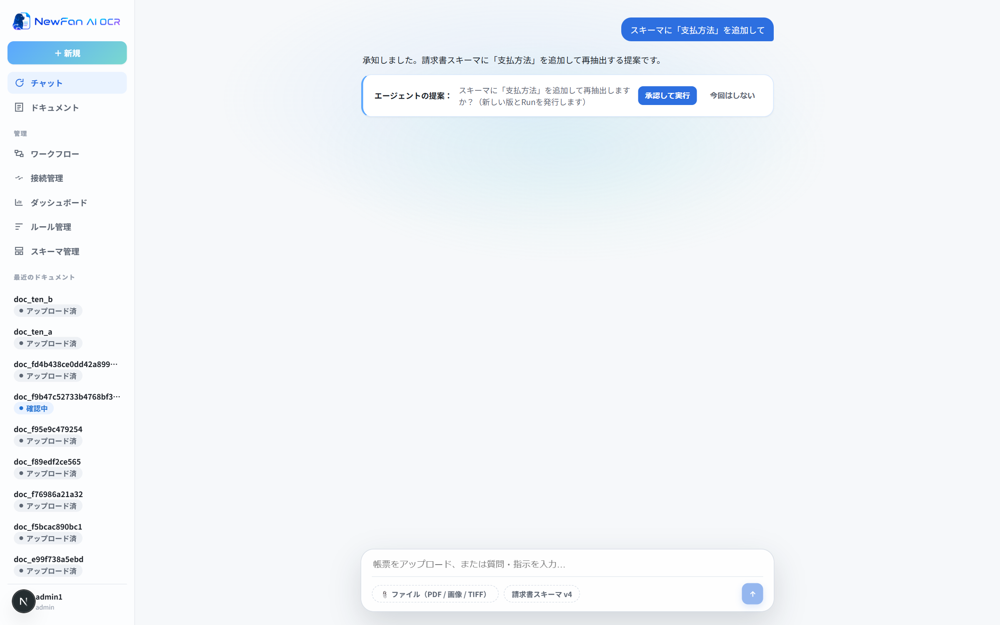 NewFan AI OCR
＋ 新規
チャット
ドキュメント
管理
ワークフロー
接続管理
ダッシュボード
ルール管理
スキーマ管理
最近のドキュメント
doc_ten_b
アップロード済
doc_ten_a
アップロード済
doc_fd4b438ce0dd42a899…
アップロード済
doc_f9b47c52733b4768bf3…
確認中
doc_f95e9c479254
アップロード済
doc_f89edf2ce565
アップロード済
doc_f76986a21a32
アップロード済
doc_f5bcac890bc1
アップロード済
doc_e99f738a5ebd
アップロード済
N
admin1
admin
スキーマに「支払方法」を追加して
承知しました。請求書スキーマに「支払方法」を追加して再抽出する提案です。
エージェントの提案：
スキーマに「支払方法」を追加して再抽出します
か？（新しい版とRunを発行します）
承認して実行
今回はしない
帳票をアップロード、または質問・指示を入力…
ファイル（PDF / 画像 / TIFF）
請求書スキーマ v4